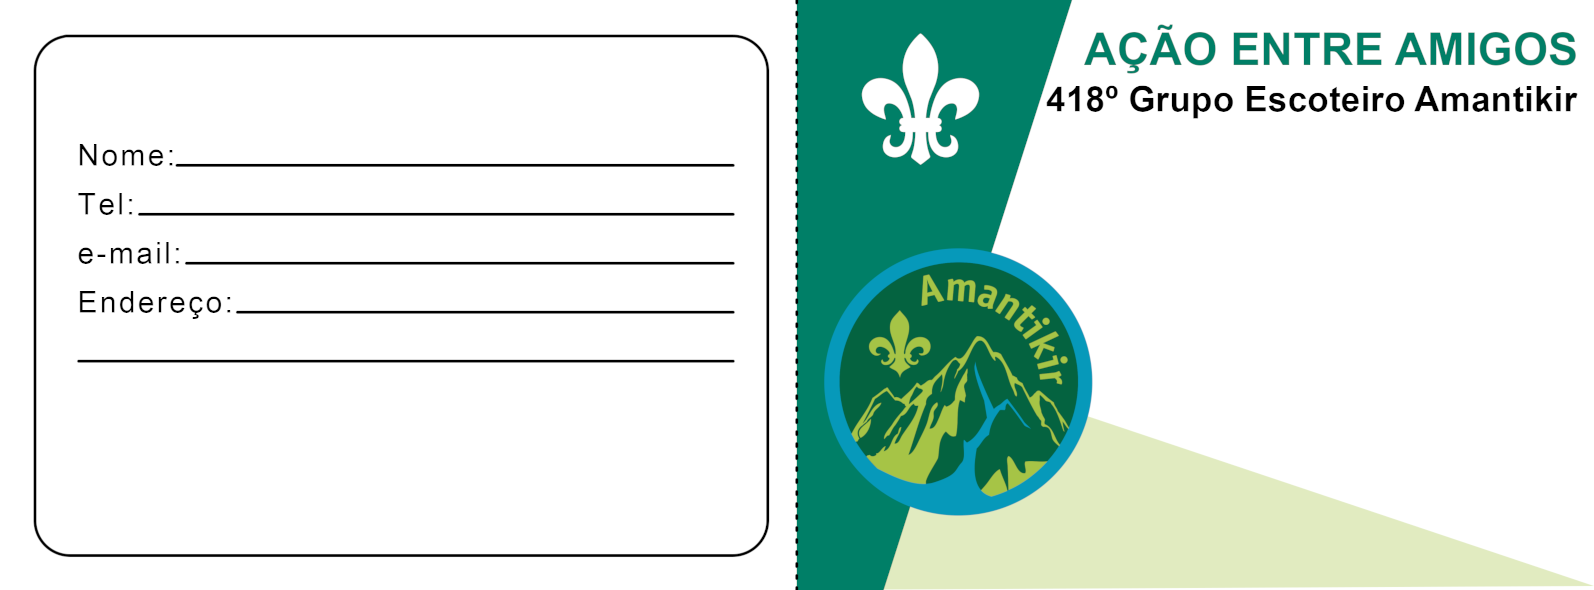 Nome:
Tel:
e-mail:
Endereço:
AÇÃO ENTRE AMIGOS
418º Grupo Escoteiro Amantikir
Amantikir